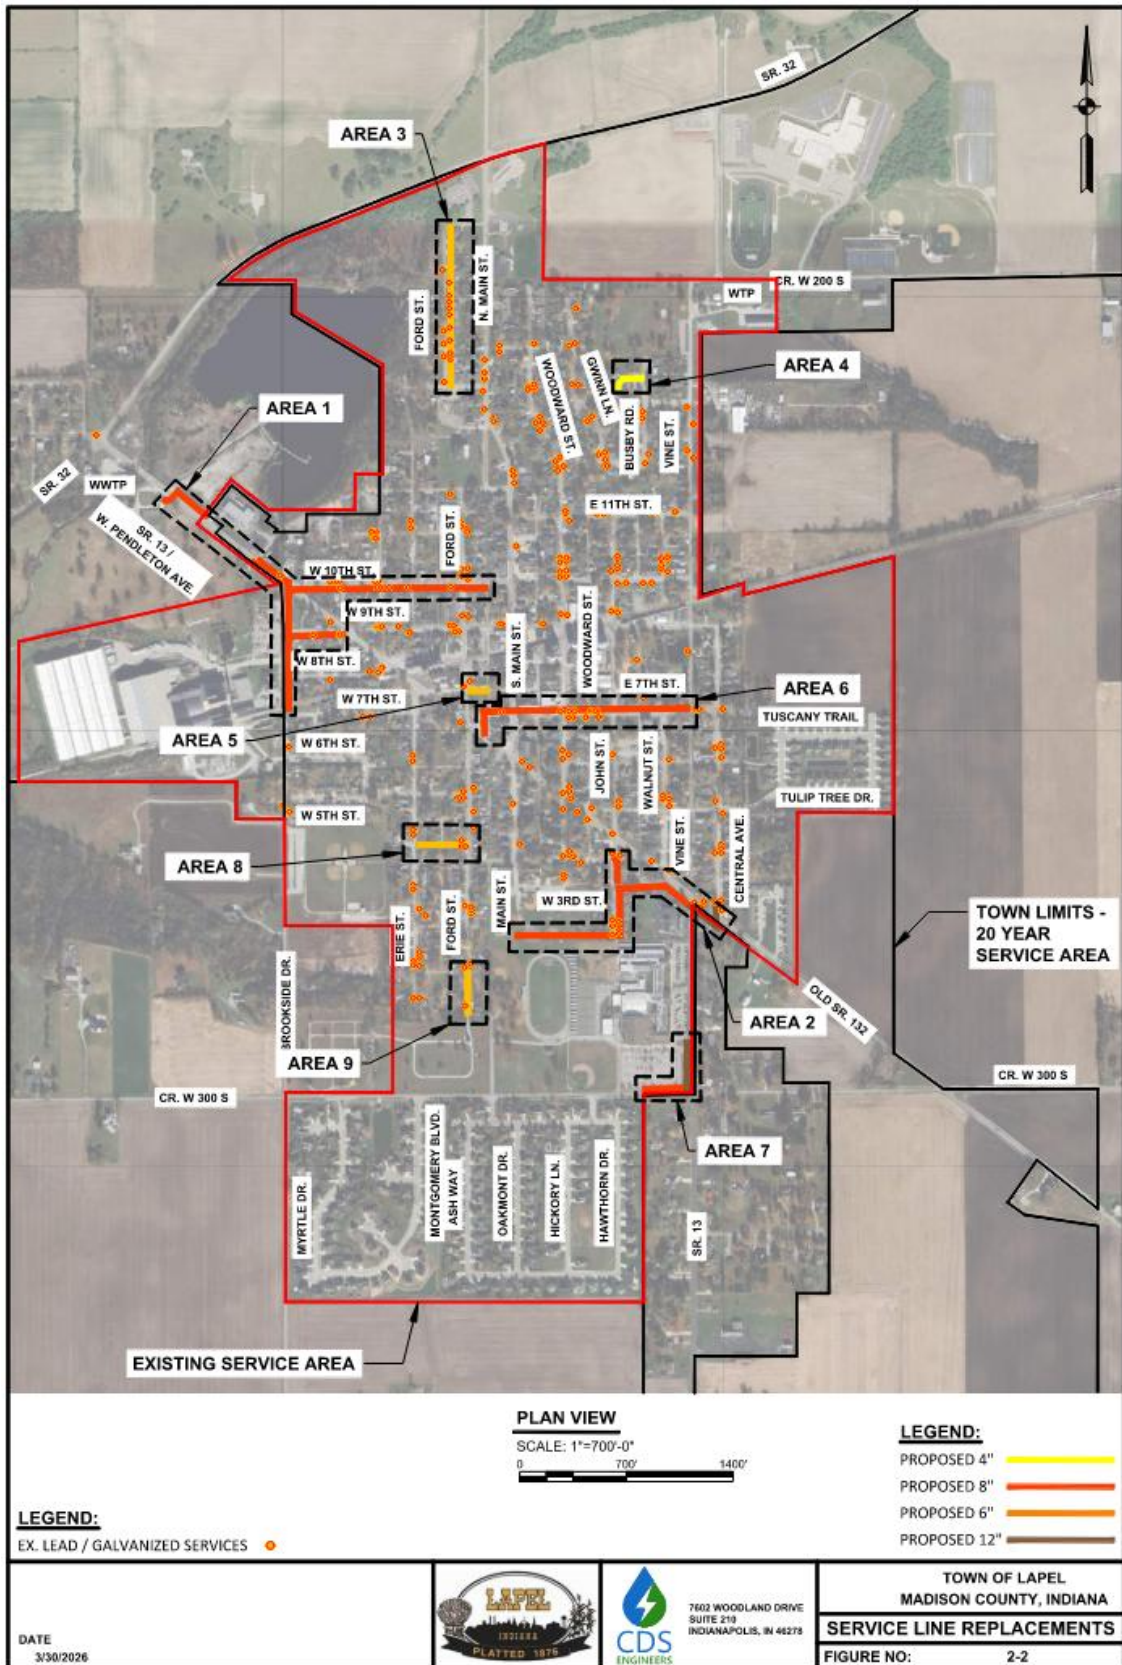 SR. 32
AREA 3
N. MAIN ST.
FORD ST.
CR. W 200 S
WTP
AREA 4
WOODWARD ST.
GWINN LN.
BUSBY RD.
VINE ST.
AREA 1
SR. 32
WWTP
SR. 13 /
W. PENDLETON AVE.
E 11TH ST.
FORD ST.
W 10TH ST.
W 9TH ST.
W 8TH ST.
W 7TH ST.
S. MAIN ST.
WOODWARD ST.
E 7TH ST.
AREA 6
TUSCANY TRAIL
AREA 5
W 6TH ST.
JOHN ST.
WALNUT ST.
TULIP TREE DR.
W 5TH ST.
VINE ST.
CENTRAL AVE.
AREA 8
ERIE ST.
FORD ST.
MAIN ST.
W 3RD ST.
TOWN LIMITS -
20 YEAR
SERVICE AREA
BROOKSIDE DR.
OLD SR. 132
AREA 2
AREA 9
CR. W 300 S
CR. W 300 S
AREA 7
MYRTLE DR.
MONTGOMERY BLVD.
ASH WAY
OAKMONT DR.
HICKORY LN.
HAWTHORN DR.
SR. 13
EXISTING SERVICE AREA
PLAN VIEW
SCALE: 1"=700'-0"
0 700' 1400'
LEGEND:
PROPOSED 4"
PROPOSED 8"
PROPOSED 6"
PROPOSED 12"
LEGEND:
EX. LEAD / GALVANIZED SERVICES
DATE
3/30/2026
LAPEL
INDIANA
PLATTED 1876
CDS
ENGINEERS
7602 WOODLAND DRIVE
SUITE 210
INDIANAPOLIS, IN 46278
TOWN OF LAPEL
MADISON COUNTY, INDIANA
SERVICE LINE REPLACEMENTS
FIGURE NO: 2-2